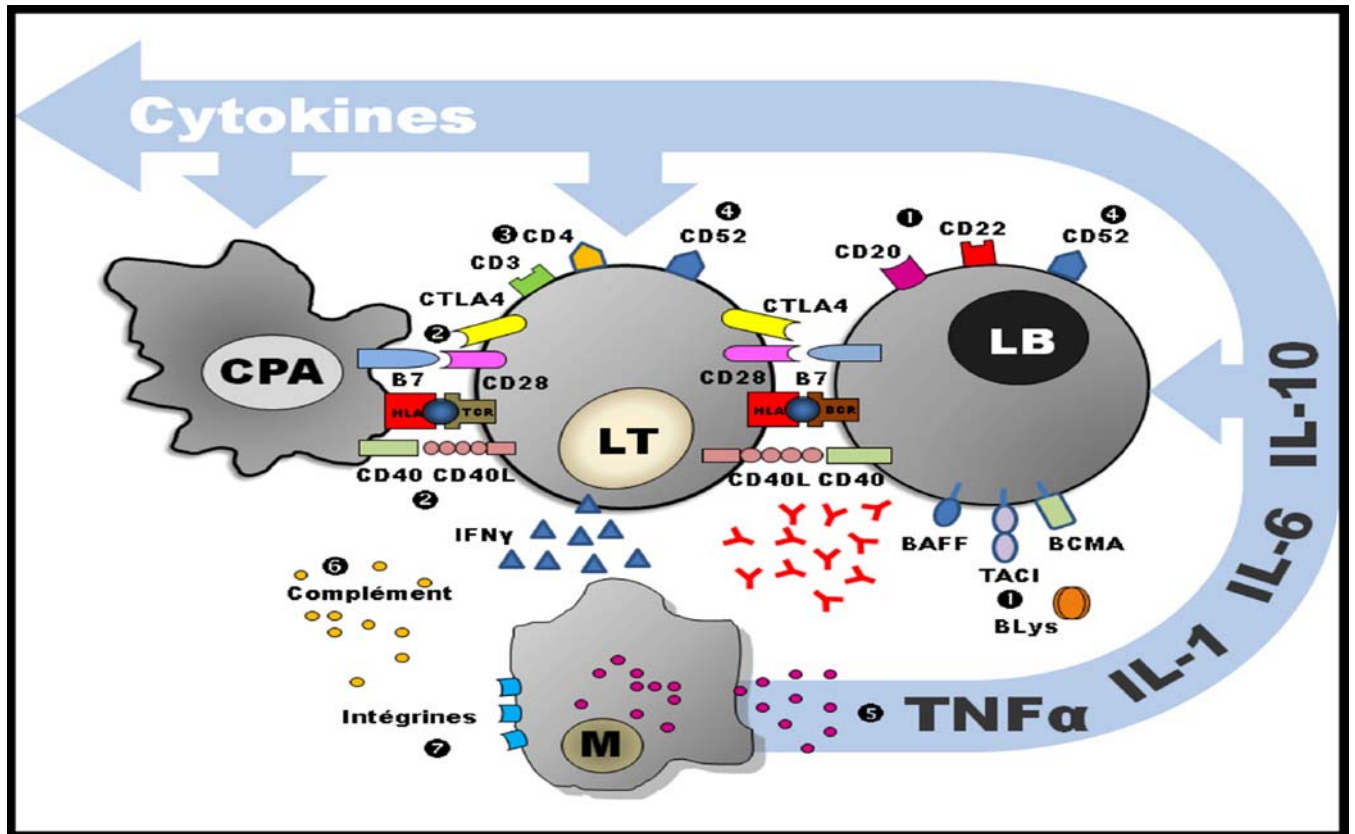 Cytokines
❹
❶
❹
❸ CD4
CD52
CD22
CD52
CD3
CD20
CTLA4
CTLA4
❷
LB
CPA
B7
CD28
CD28
B7
HLA
TCR
HLA
BCR
LT
CD40
CD40L
CD40L
CD40
❷
IFNγ
BAFF
BCMA
TACI
❶
BLys
❻
Complément
Intégrines
❼
M
❺
TNFα
IL-1
IL-6
IL-10